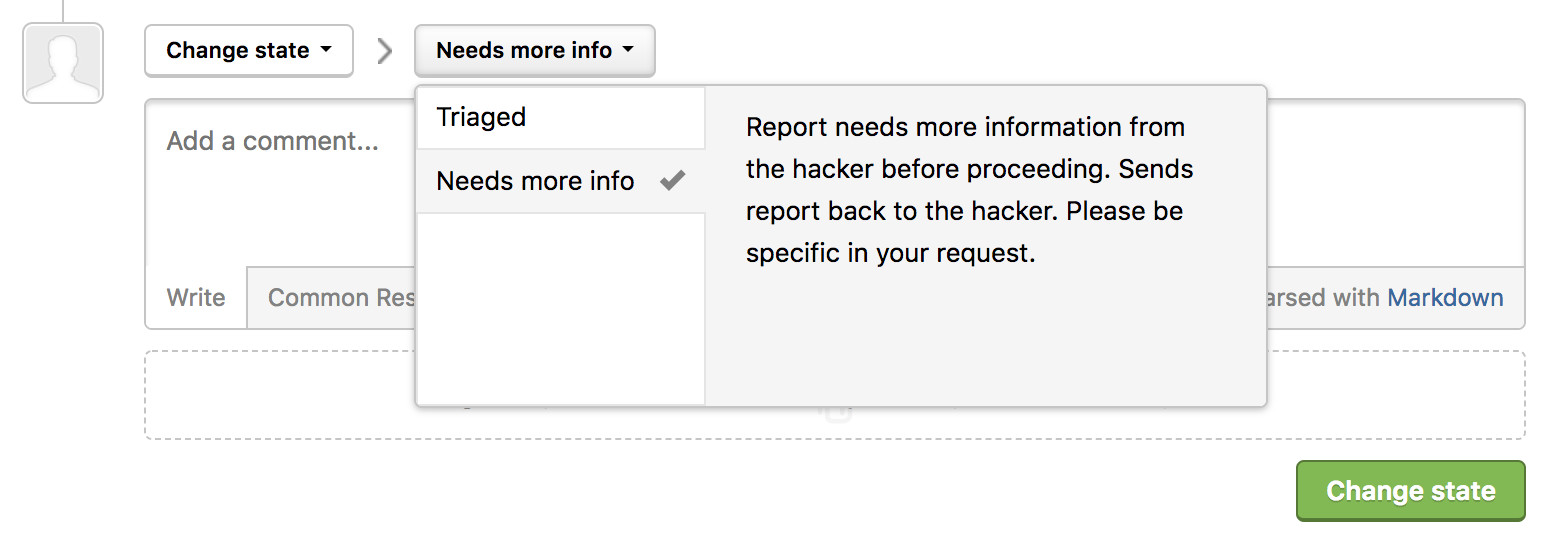 Change state
Needs more info
Triaged
Needs more info
Report needs more information from
the hacker before proceeding. Sends
report back to the hacker. Please be
specific in your request.
Add a comment...
Write
Common Res
arsed with Markdown
Change state